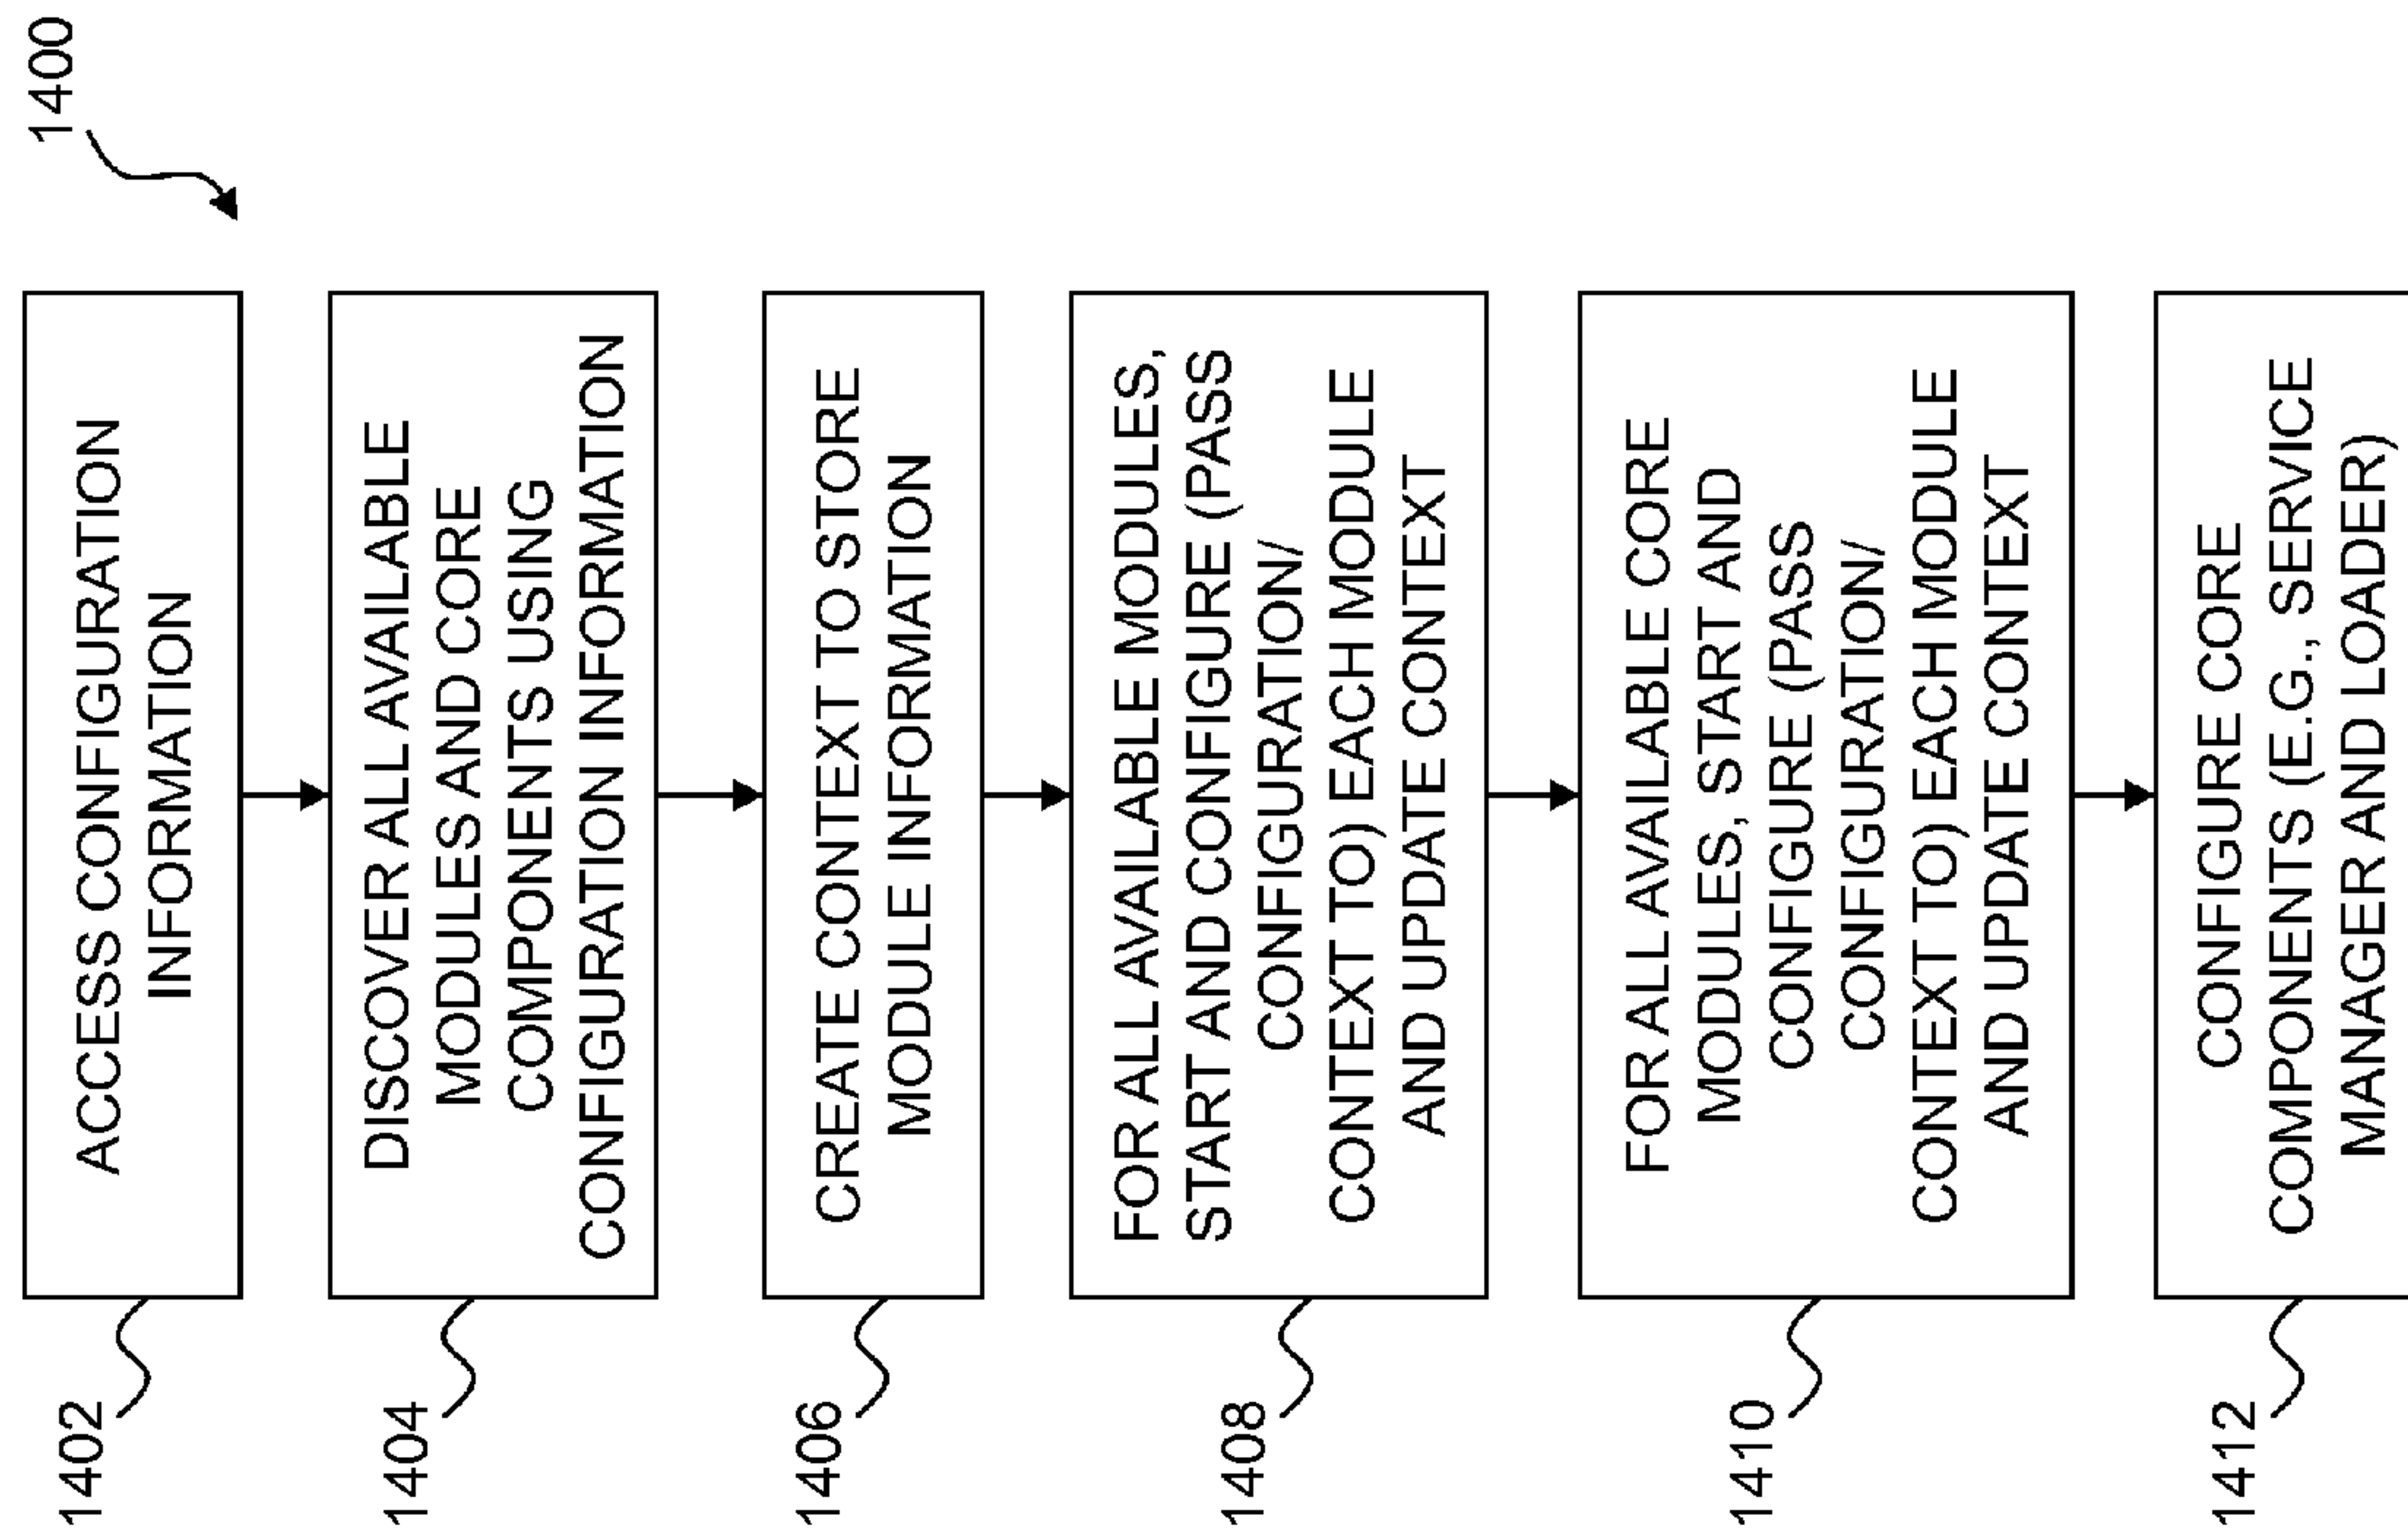 1400
1402
ACCESS CONFIGURATION
INFORMATION
1404
DISCOVER ALL AVAILABLE
MODULES AND CORE
COMPONENTS USING
CONFIGURATION INFORMATION
1406
CREATE CONTEXT TO STORE
MODULE INFORMATION
1408
FOR ALL AVAILABLE MODULES,
START AND CONFIGURE (PASS
CONFIGURATION/
CONTEXT TO) EACH MODULE
AND UPDATE CONTEXT
1410
FOR ALL AVAILABLE CORE
MODULES, START AND
CONFIGURE (PASS
CONFIGURATION/
CONTEXT TO) EACH MODULE
AND UPDATE CONTEXT
1412
CONFIGURE CORE
COMPONENTS (E.G., SERVICE
MANAGER AND LOADER)